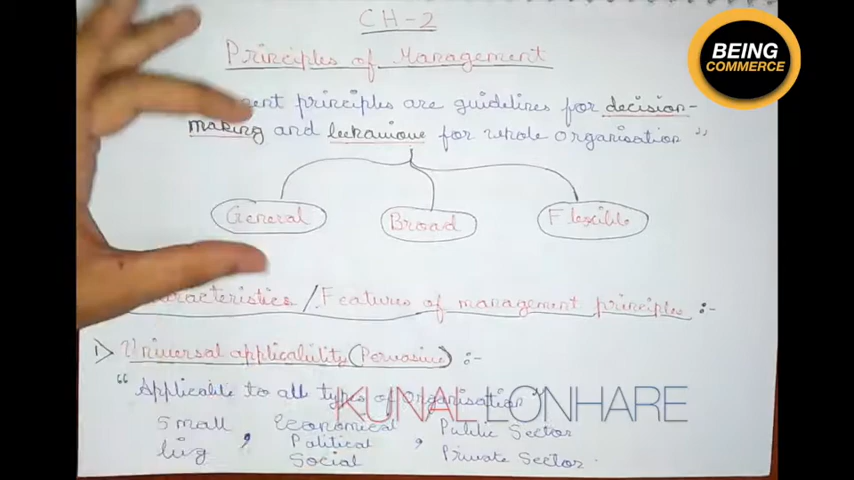 CH-2
BEING
COMMERCE
Principles of Management
principles are guidelines for decision-
making and behaviour for whole organisation"
General Broad Flexible
/Features of management principles :-
1> Universal applicability (Pervasive) :-
"Applicable to all types of organisation"
KUNAL LONHARE
Small Economical Public Sector
big , Political , Private Sector
Social